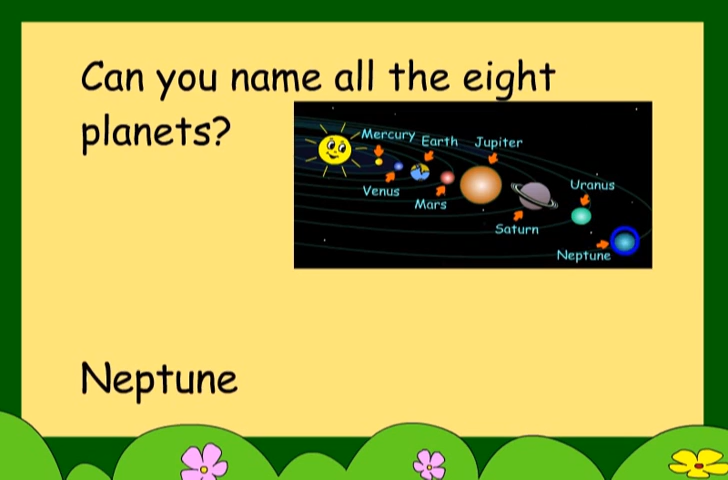 Can you name all the eight
planets?
Mercury
Earth
Jupiter
Venus
Mars
Uranus
Saturn
Neptune
Neptune